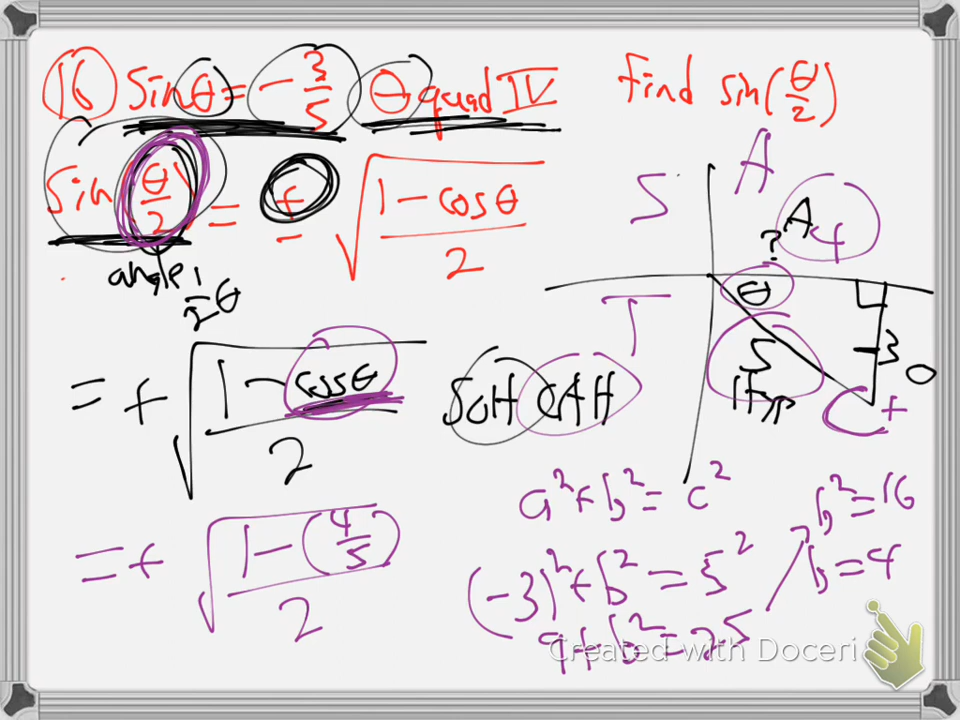 16) sinθ = -3/5 θ quad IV Find sin(θ/2)
sin(θ/2) = ± √((1 - cosθ)/2)
angle 1/2 θ
= + √((1 - cosθ)/2)
= + √((1 - (4/5))/2)
S A
A 4
?
θ
T
5
Hyp
3 O
C +
SOH CAH
a² + b² = c²
(-3)² + b² = 5²
9 + b² = 25
b² = 16
b = 4
Created with Doceri